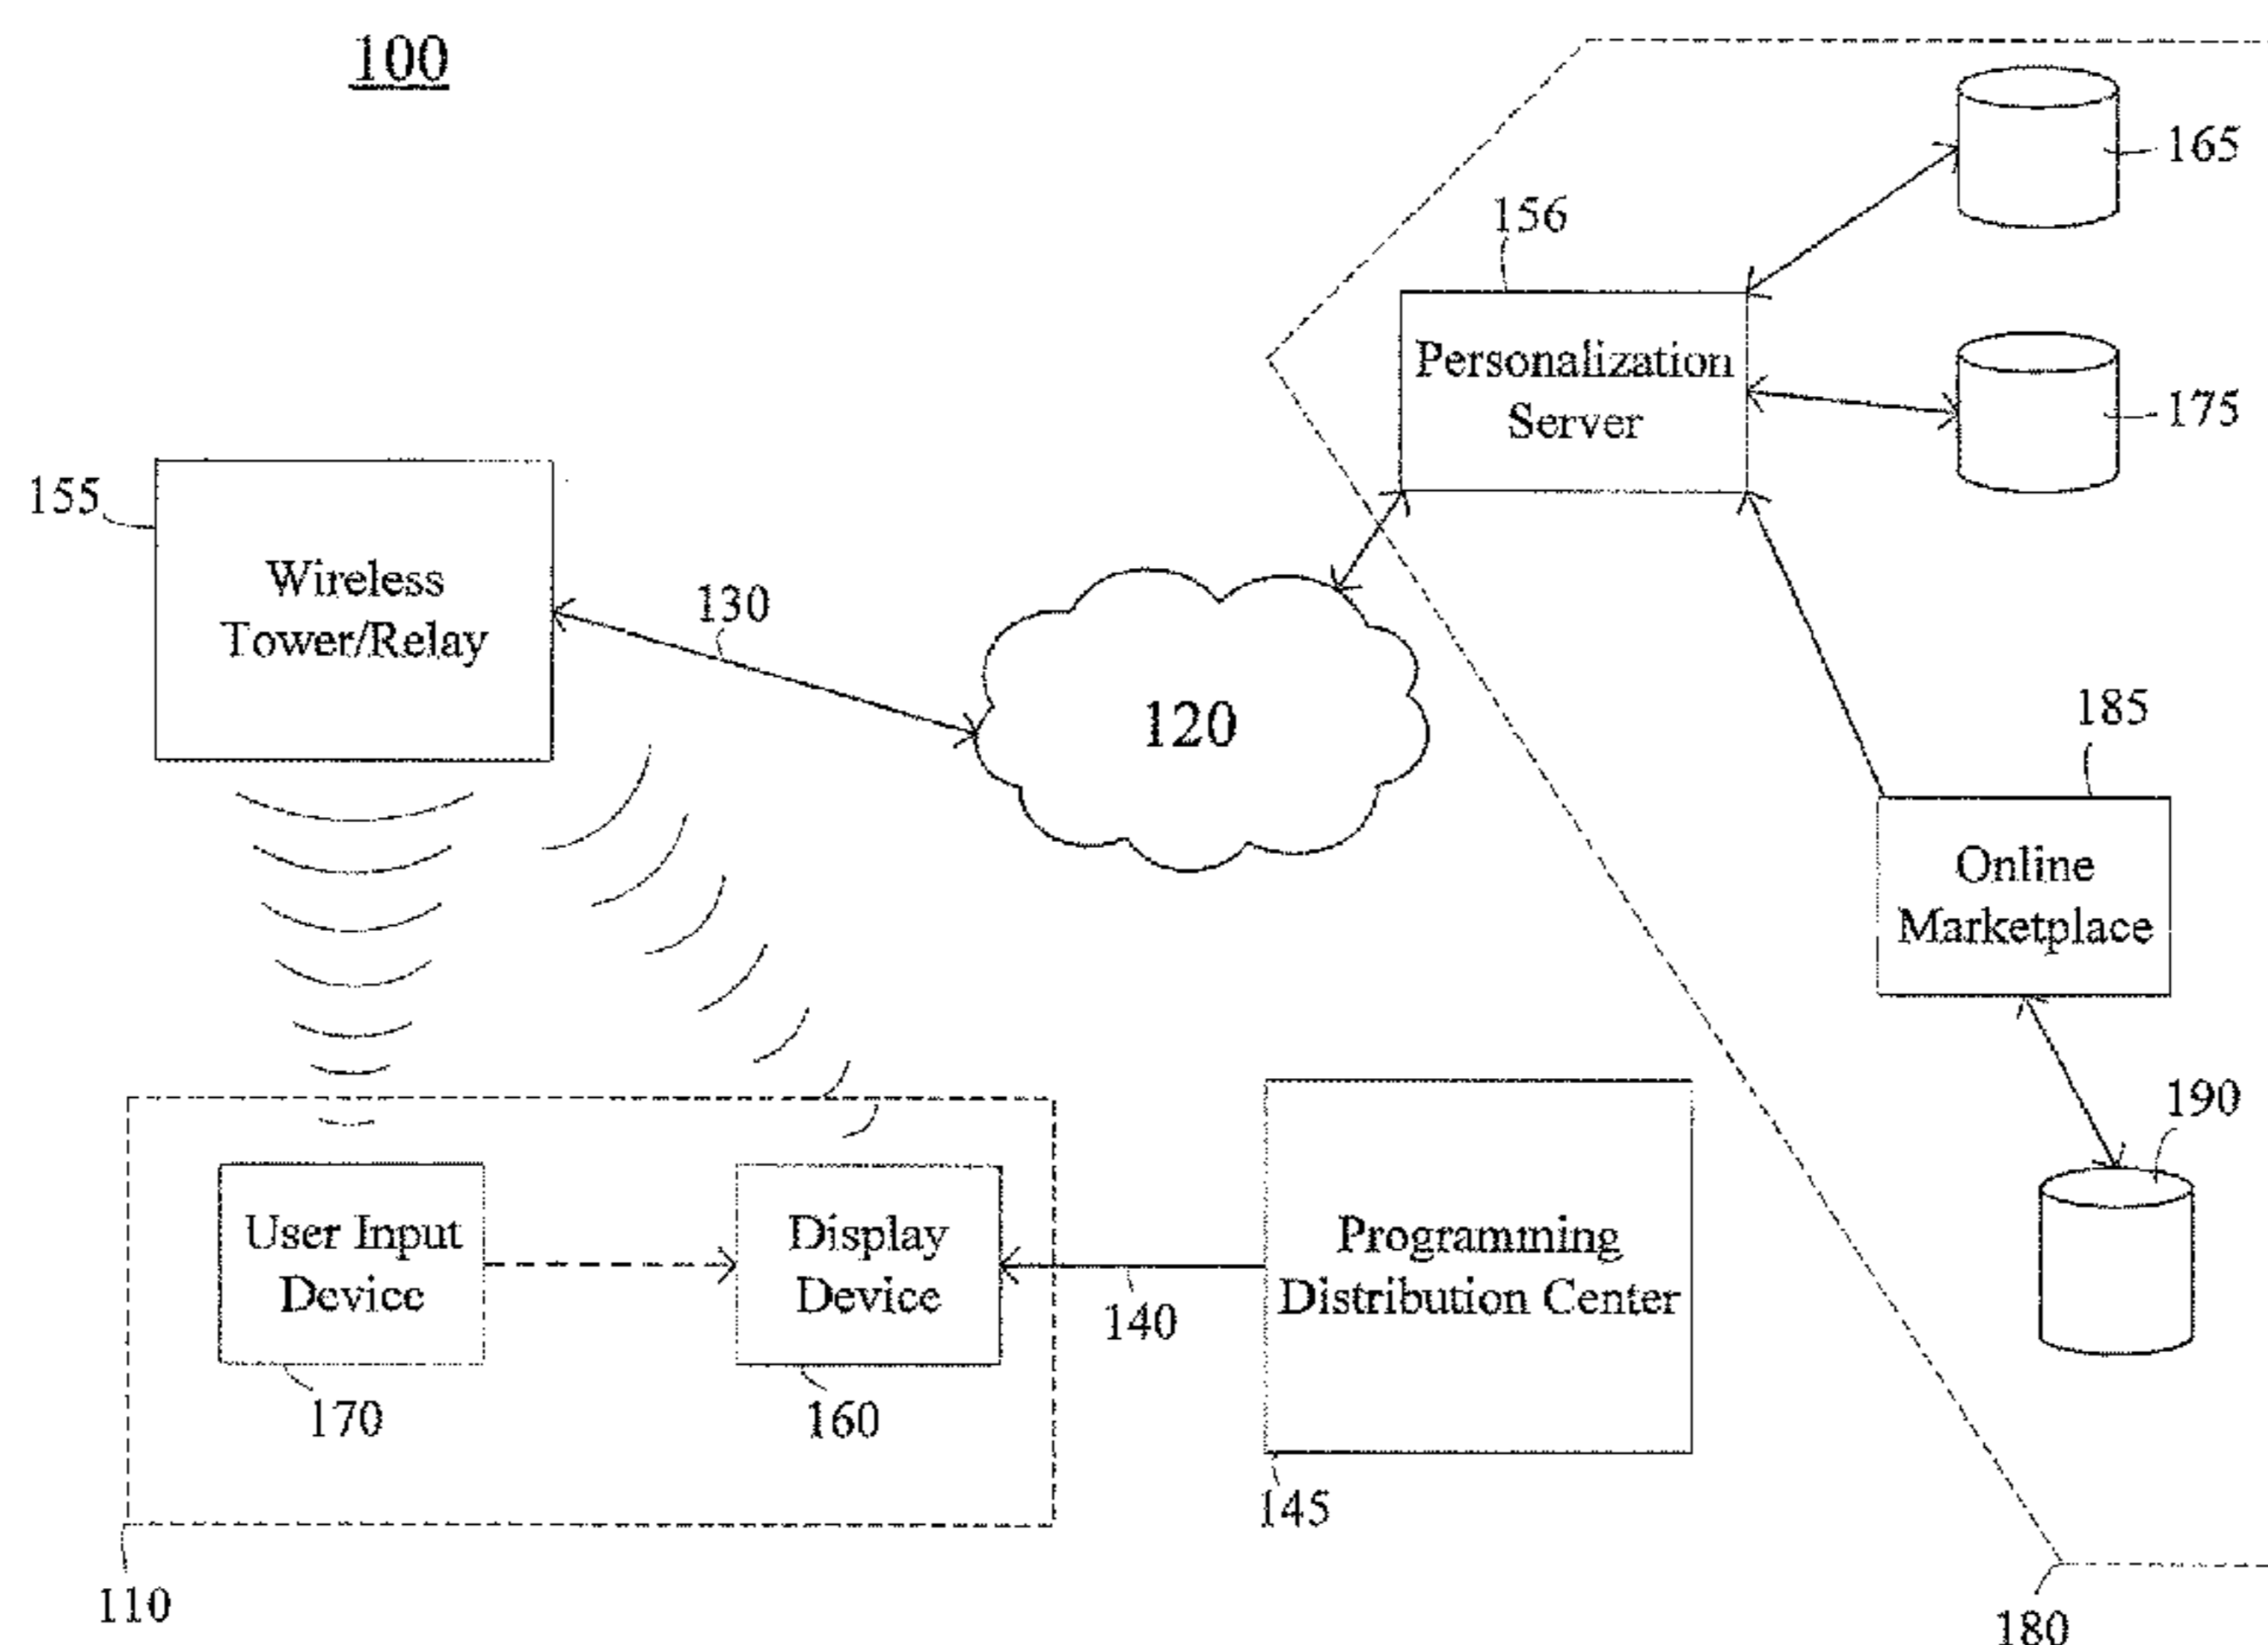 100
165
156
Personalization
Server
175
155
Wireless
Tower/Relay
130
120
185
Online
Marketplace
190
User Input
Device
Display
Device
Programming
Distribution Center
140
170
160
145
110
180